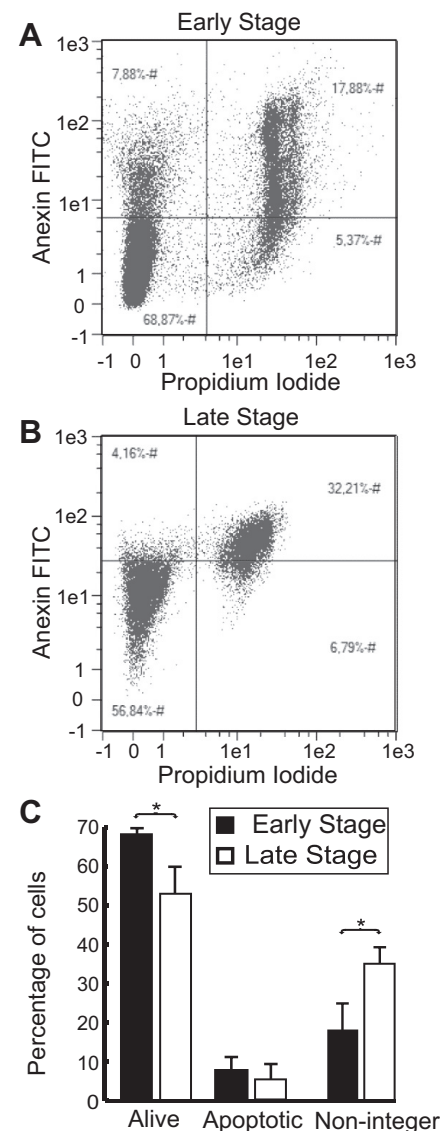 A
Early Stage
1e3
7,88%-#
17,88%-#
1e2
Anexin FITC
1e1
5,37%-#
1
0
68,87%-#
-1
-1 0 1 1e1 1e2 1e3
Propidium Iodide
B
Late Stage
1e3
4,16%-#
32,21%-#
1e2
Anexin FITC
1e1
6,79%-#
1
0
56,84%-#
-1
-1 0 1 1e1 1e2 1e3
Propidium Iodide
C
*
Early Stage
Late Stage
*
70
60
50
40
30
20
10
0
Percentage of cells
Alive Apoptotic Non-integer